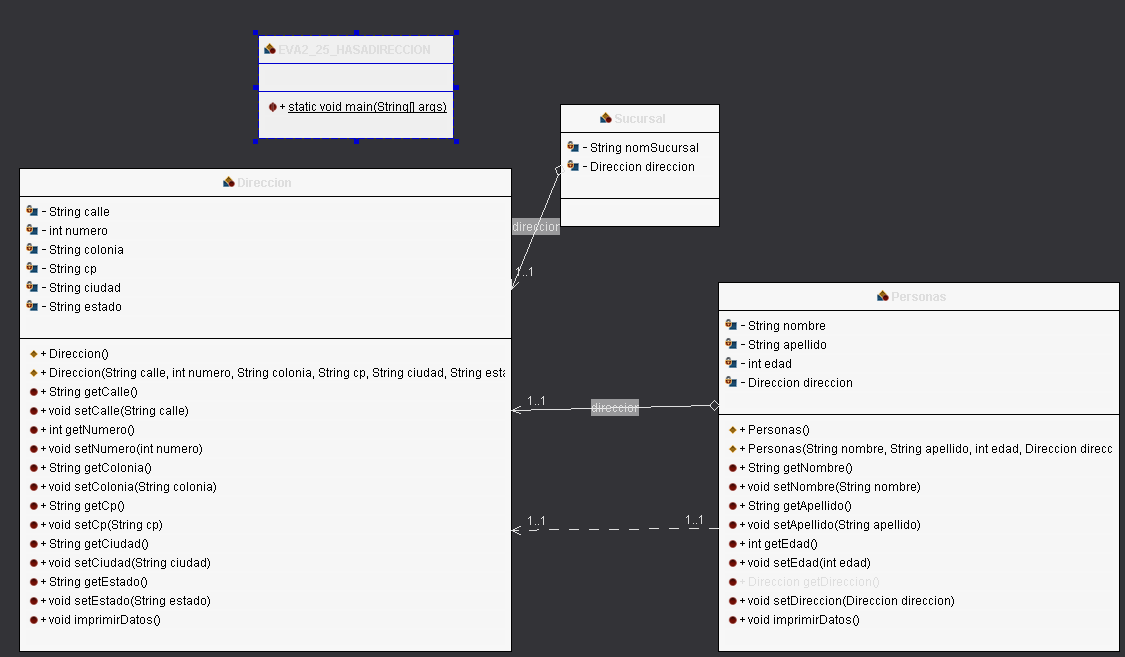 EVA2_25_HASADIRECCION
+ static void main(String[] args)
Sucursal
- String nomSucursal
- Direccion direccion
Direccion
- String calle
- int numero
- String colonia
- String cp
- String ciudad
- String estado
+ Direccion()
+ Direccion(String calle, int numero, String colonia, String cp, String ciudad, String esta
+ String getCalle()
+ void setCalle(String calle)
+ int getNumero()
+ void setNumero(int numero)
+ String getColonia()
+ void setColonia(String colonia)
+ String getCp()
+ void setCp(String cp)
+ String getCiudad()
+ void setCiudad(String ciudad)
+ String getEstado()
+ void setEstado(String estado)
+ void imprimirDatos()
direccior
1..1
1..1
direccior
1..1
1..1
Personas
- String nombre
- String apellido
- int edad
- Direccion direccion
+ Personas()
+ Personas(String nombre, String apellido, int edad, Direccion direcc
+ String getNombre()
+ void setNombre(String nombre)
+ String getApellido()
+ void setApellido(String apellido)
+ int getEdad()
+ void setEdad(int edad)
+ Direccion getDireccion()
+ void setDireccion(Direccion direccion)
+ void imprimirDatos()